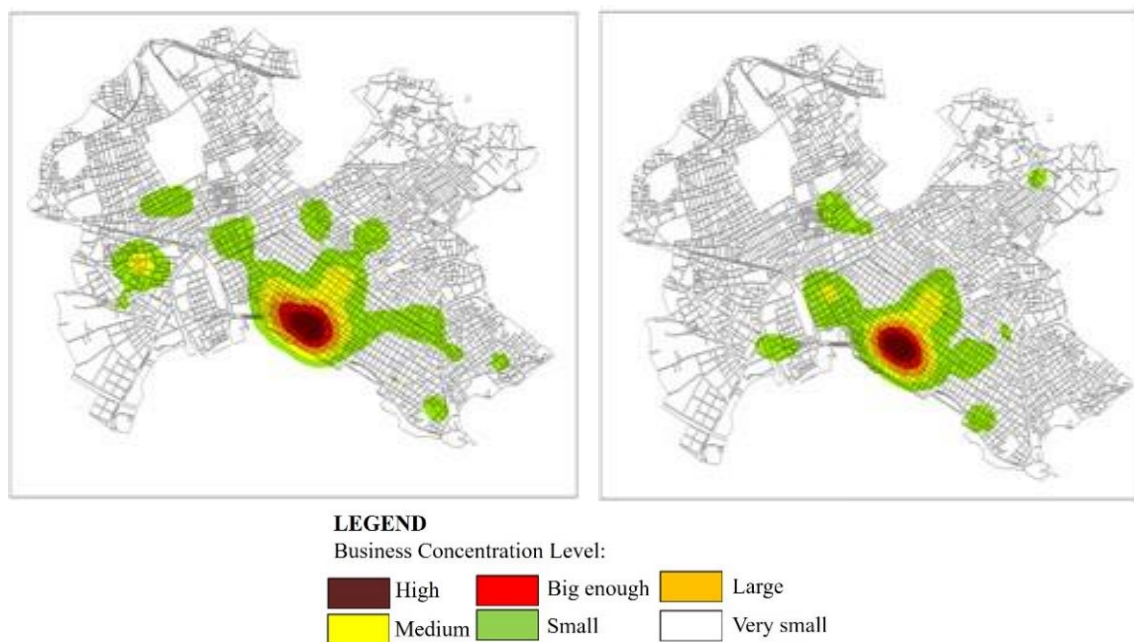 LEGEND
Business Concentration Level:
High Big enough Large
Medium Small Very small